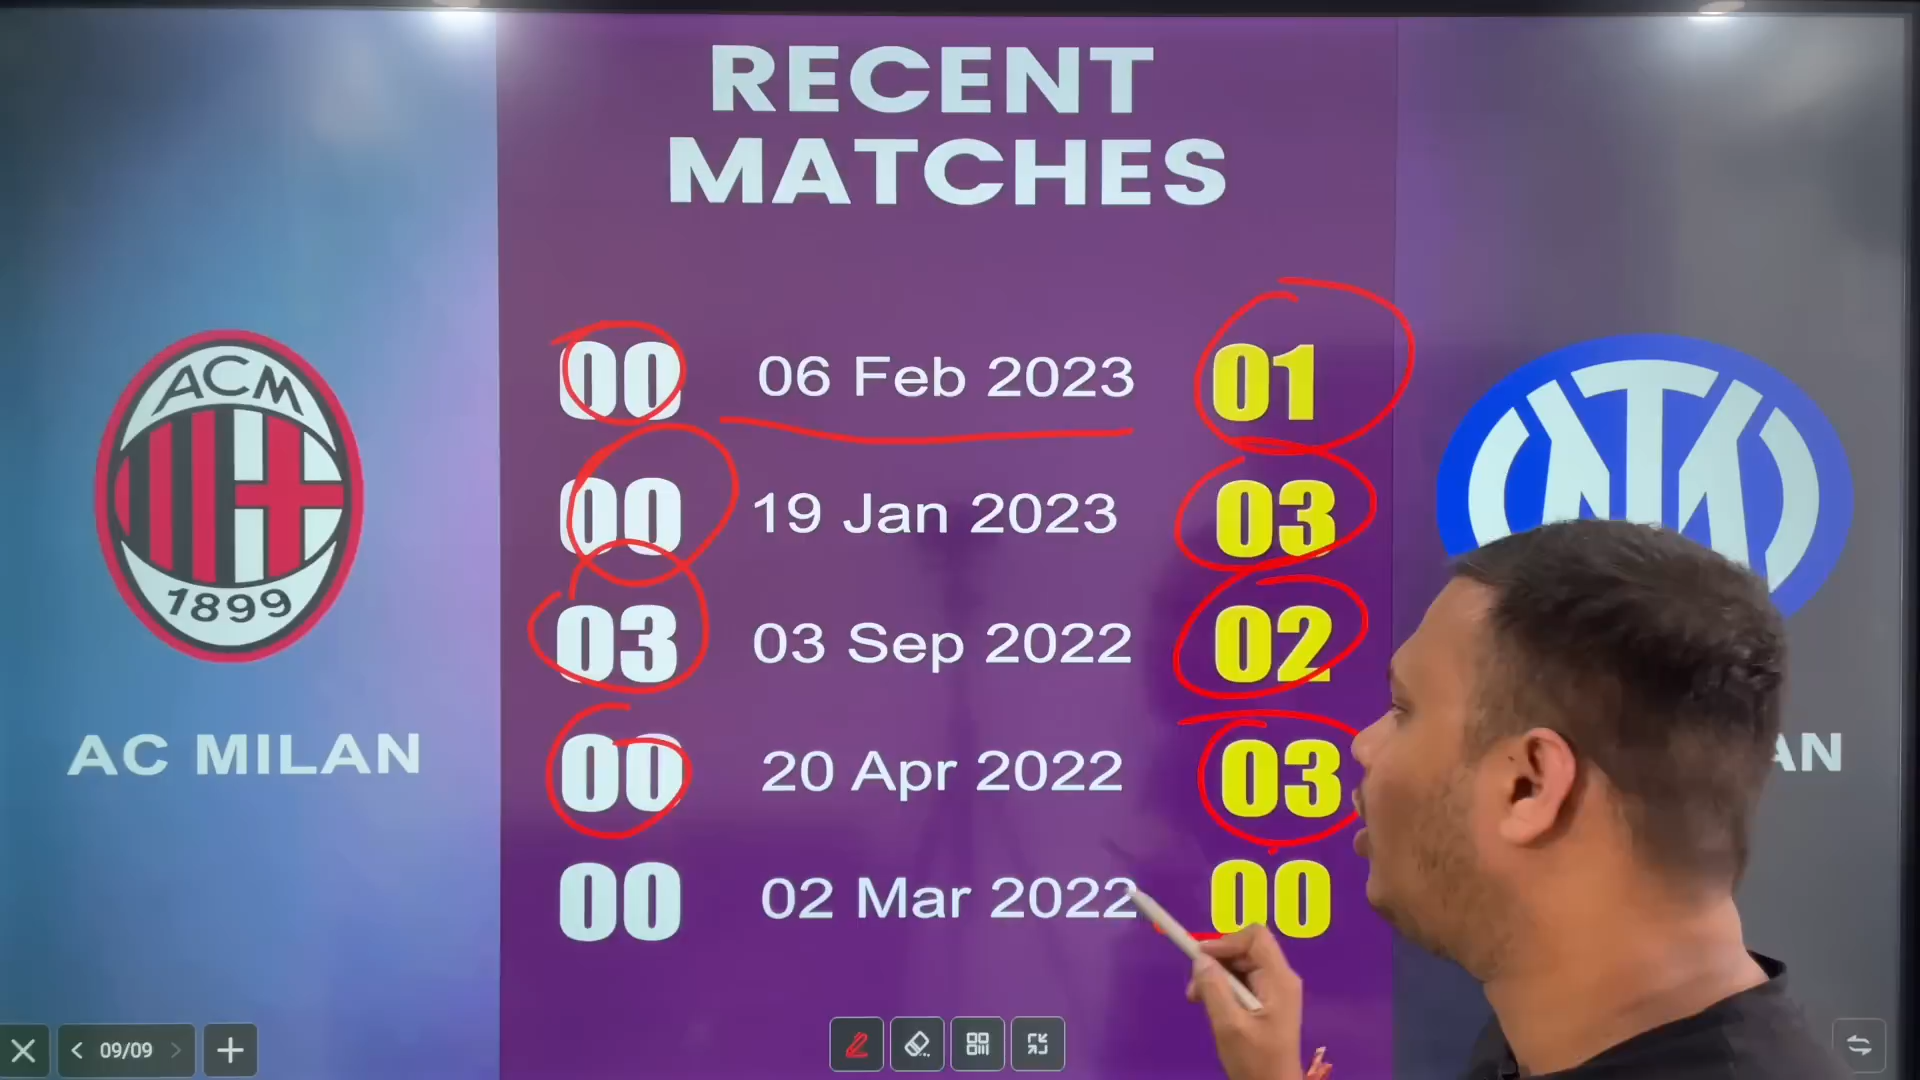 RECENT
MATCHES
00 06 Feb 2023 01
00 19 Jan 2023 03
03 03 Sep 2022 02
00 20 Apr 2022 03
00 02 Mar 2022 00
ACM
1899
AC MILAN
AN
09/09